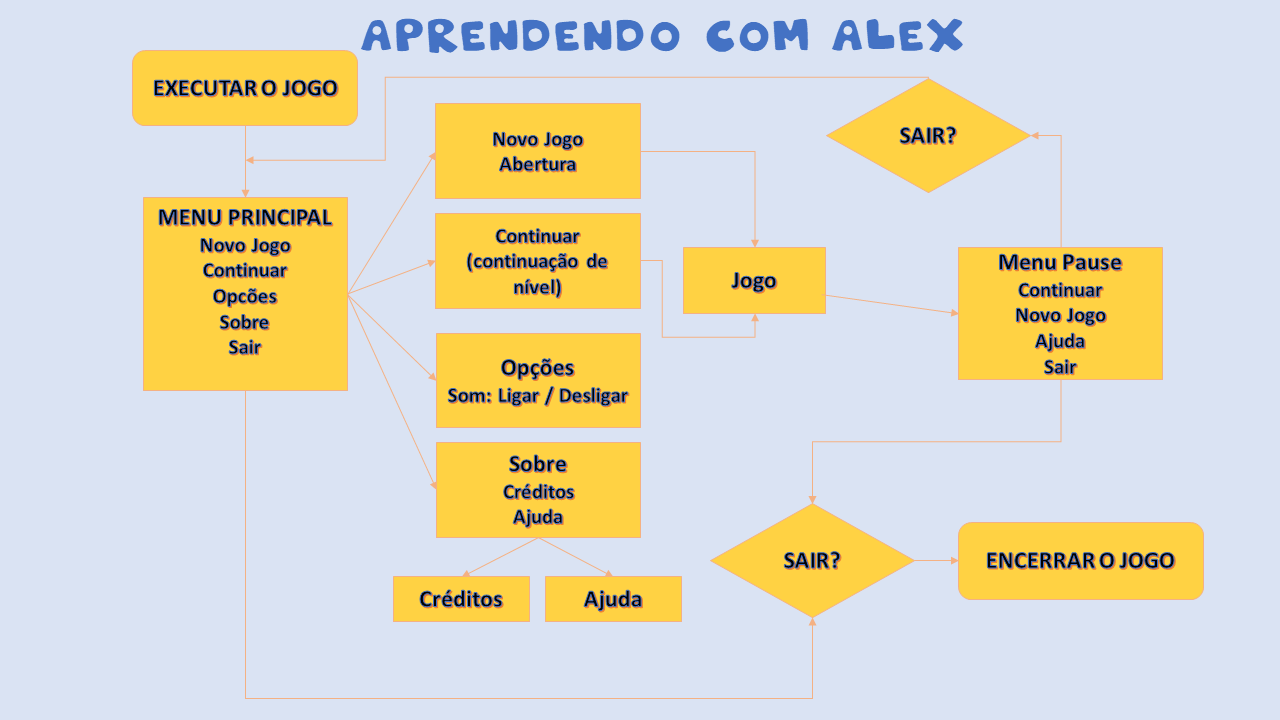 APRENDENDO COM ALEX
EXECUTAR O JOGO
MENU PRINCIPAL
Novo Jogo
Continuar
Opcões
Sobre
Sair
Novo Jogo
Abertura
Continuar
(continuação de
nível)
Opções
Som: Ligar / Desligar
Sobre
Créditos
Ajuda
Créditos
Ajuda
Jogo
SAIR?
Menu Pause
Continuar
Novo Jogo
Ajuda
Sair
SAIR?
ENCERRAR O JOGO